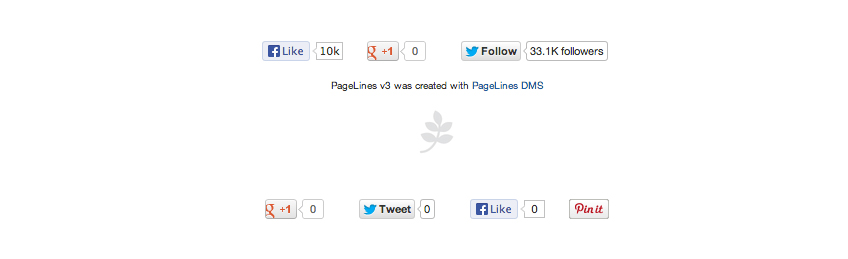 Like 10k g +1 0 Follow 33.1K followers
PageLines v3 was created with PageLines DMS
g +1 0 Tweet 0 Like 0 Pin it